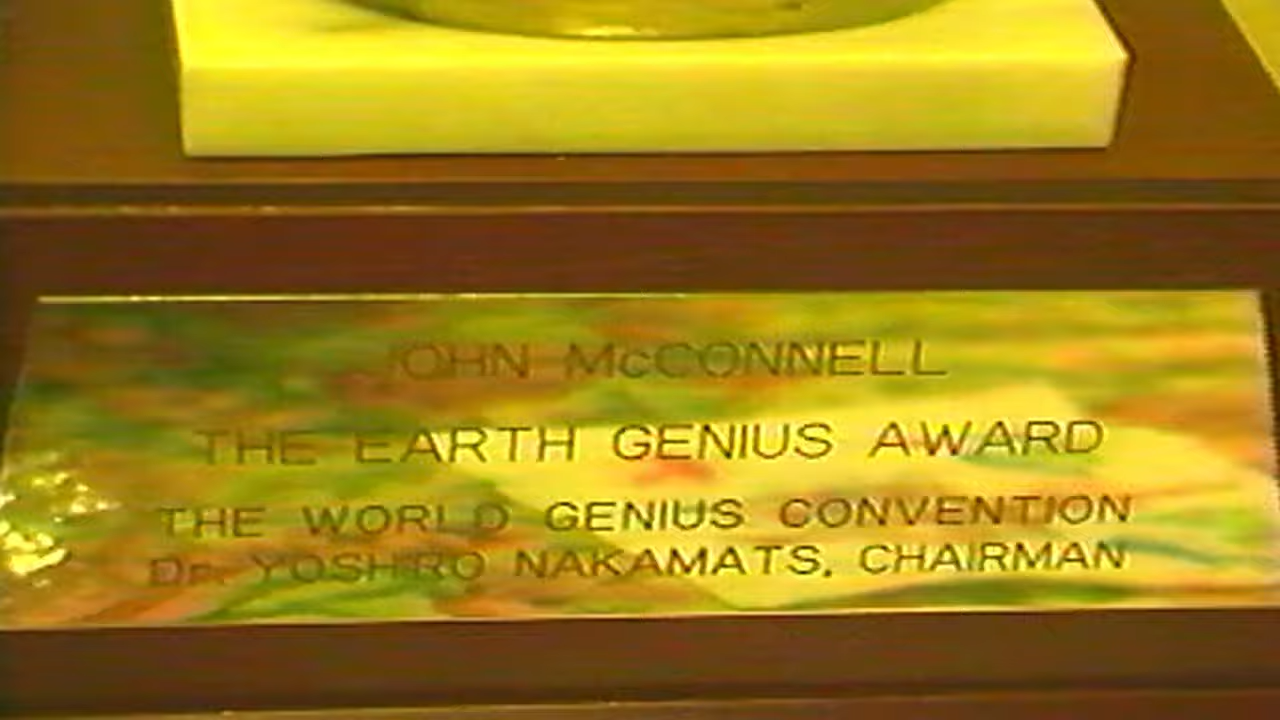 JOHN McCONNELL
THE EARTH GENIUS AWARD
THE WORLD GENIUS CONVENTION
DR. YOSHIRO NAKAMATS, CHAIRMAN